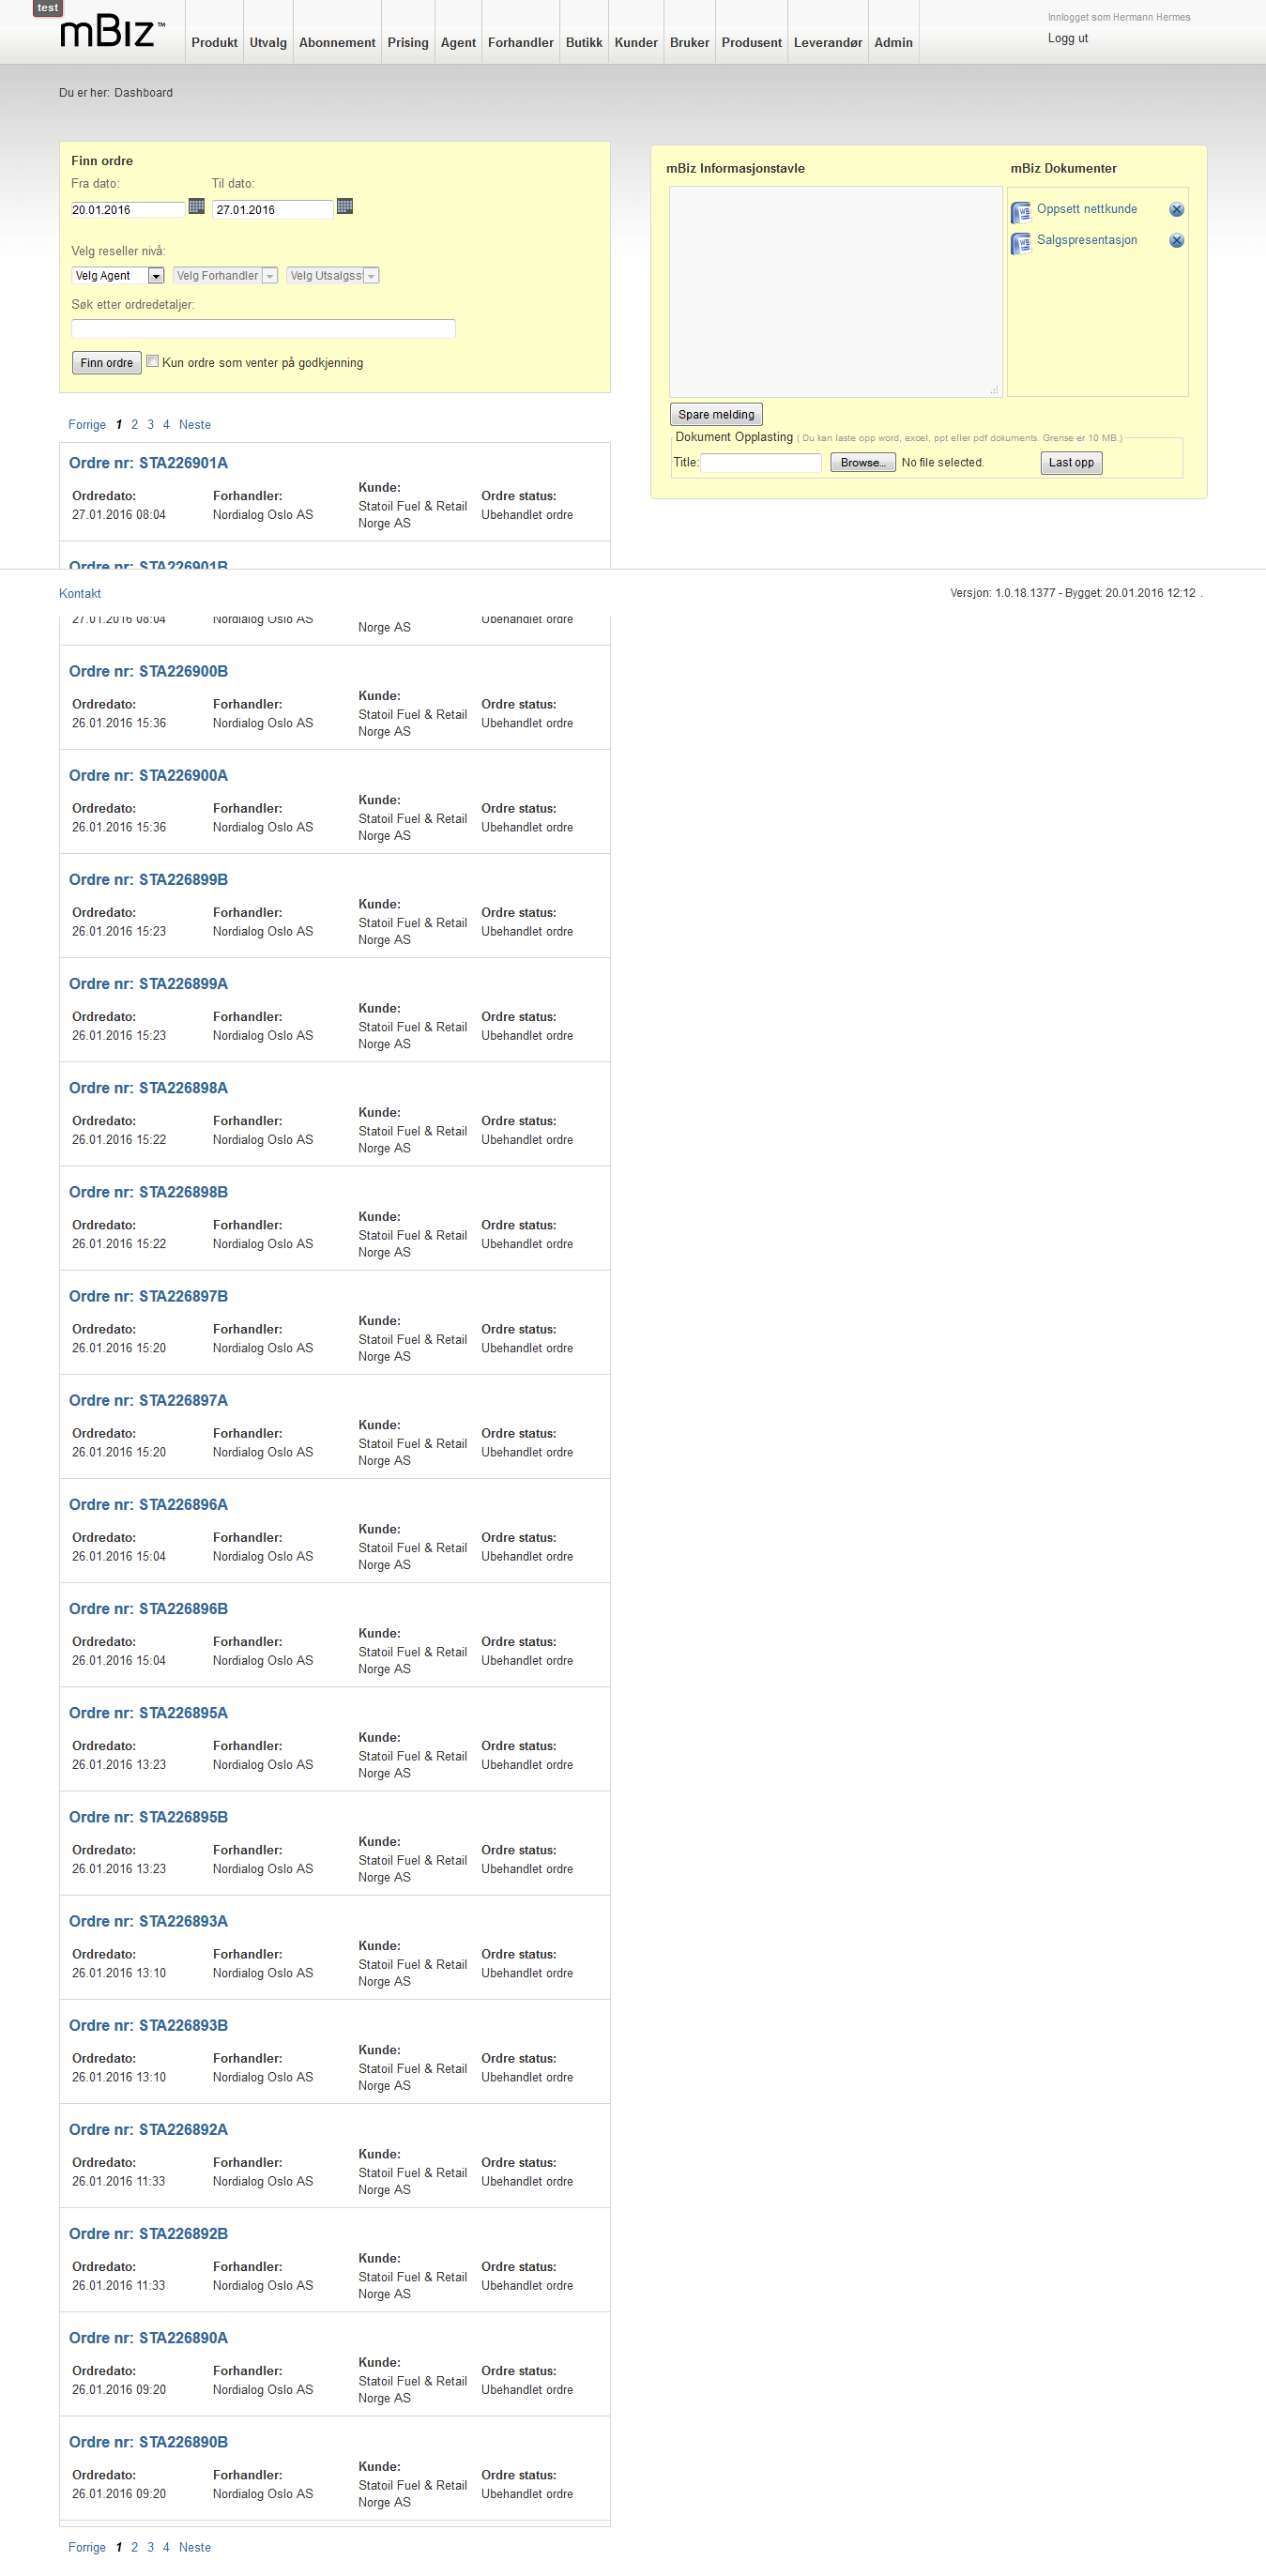 test
mBiz™
Produkt Utvalg Abonnement Prising Agent Forhandler Butikk Kunder Bruker Produsent Leverandør Admin
Innlogget som Hermann Hermes
Logg ut
Du er her: Dashboard
Finn ordre
Fra dato: Til dato:
20.01.2016 27.01.2016
Velg reseller nivå:
Velg Agent Velg Forhandler Velg Utsalgss
Søk etter ordredetaljer:
Finn ordre Kun ordre som venter på godkjenning
mBiz Informasjonstavle mBiz Dokumenter
Oppsett nettkunde
Salgspresentasjon
Spare melding
Dokument Opplasting ( Du kan laste opp word, excel, ppt eller pdf dokuments. Grense er 10 MB.)
Title: Browse... No file selected. Last opp
Forrige 1 2 3 4 Neste
Ordre nr: STA226901A
Ordredato: Forhandler: Kunde: Ordre status:
27.01.2016 08:04 Nordialog Oslo AS Statoil Fuel & Retail Ubehandlet ordre
Norge AS
Ordre nr: STA226901B
Kontakt
Versjon: 1.0.18.1377 - Bygget: 20.01.2016 12:12 .
27.01.2016 08:04 Nordialog Oslo AS Ubehandlet ordre
Norge AS
Ordre nr: STA226900B
Ordredato: Forhandler: Kunde: Ordre status:
26.01.2016 15:36 Nordialog Oslo AS Statoil Fuel & Retail Ubehandlet ordre
Norge AS
Ordre nr: STA226900A
Ordredato: Forhandler: Kunde: Ordre status:
26.01.2016 15:36 Nordialog Oslo AS Statoil Fuel & Retail Ubehandlet ordre
Norge AS
Ordre nr: STA226899B
Ordredato: Forhandler: Kunde: Ordre status:
26.01.2016 15:23 Nordialog Oslo AS Statoil Fuel & Retail Ubehandlet ordre
Norge AS
Ordre nr: STA226899A
Ordredato: Forhandler: Kunde: Ordre status:
26.01.2016 15:23 Nordialog Oslo AS Statoil Fuel & Retail Ubehandlet ordre
Norge AS
Ordre nr: STA226898A
Ordredato: Forhandler: Kunde: Ordre status:
26.01.2016 15:22 Nordialog Oslo AS Statoil Fuel & Retail Ubehandlet ordre
Norge AS
Ordre nr: STA226898B
Ordredato: Forhandler: Kunde: Ordre status:
26.01.2016 15:22 Nordialog Oslo AS Statoil Fuel & Retail Ubehandlet ordre
Norge AS
Ordre nr: STA226897B
Ordredato: Forhandler: Kunde: Ordre status:
26.01.2016 15:20 Nordialog Oslo AS Statoil Fuel & Retail Ubehandlet ordre
Norge AS
Ordre nr: STA226897A
Ordredato: Forhandler: Kunde: Ordre status:
26.01.2016 15:20 Nordialog Oslo AS Statoil Fuel & Retail Ubehandlet ordre
Norge AS
Ordre nr: STA226896A
Ordredato: Forhandler: Kunde: Ordre status:
26.01.2016 15:04 Nordialog Oslo AS Statoil Fuel & Retail Ubehandlet ordre
Norge AS
Ordre nr: STA226896B
Ordredato: Forhandler: Kunde: Ordre status:
26.01.2016 15:04 Nordialog Oslo AS Statoil Fuel & Retail Ubehandlet ordre
Norge AS
Ordre nr: STA226895A
Ordredato: Forhandler: Kunde: Ordre status:
26.01.2016 13:23 Nordialog Oslo AS Statoil Fuel & Retail Ubehandlet ordre
Norge AS
Ordre nr: STA226895B
Ordredato: Forhandler: Kunde: Ordre status:
26.01.2016 13:23 Nordialog Oslo AS Statoil Fuel & Retail Ubehandlet ordre
Norge AS
Ordre nr: STA226893A
Ordredato: Forhandler: Kunde: Ordre status:
26.01.2016 13:10 Nordialog Oslo AS Statoil Fuel & Retail Ubehandlet ordre
Norge AS
Ordre nr: STA226893B
Ordredato: Forhandler: Kunde: Ordre status:
26.01.2016 13:10 Nordialog Oslo AS Statoil Fuel & Retail Ubehandlet ordre
Norge AS
Ordre nr: STA226892A
Ordredato: Forhandler: Kunde: Ordre status:
26.01.2016 11:33 Nordialog Oslo AS Statoil Fuel & Retail Ubehandlet ordre
Norge AS
Ordre nr: STA226892B
Ordredato: Forhandler: Kunde: Ordre status:
26.01.2016 11:33 Nordialog Oslo AS Statoil Fuel & Retail Ubehandlet ordre
Norge AS
Ordre nr: STA226890A
Ordredato: Forhandler: Kunde: Ordre status:
26.01.2016 09:20 Nordialog Oslo AS Statoil Fuel & Retail Ubehandlet ordre
Norge AS
Ordre nr: STA226890B
Ordredato: Forhandler: Kunde: Ordre status:
26.01.2016 09:20 Nordialog Oslo AS Statoil Fuel & Retail Ubehandlet ordre
Norge AS
Forrige 1 2 3 4 Neste